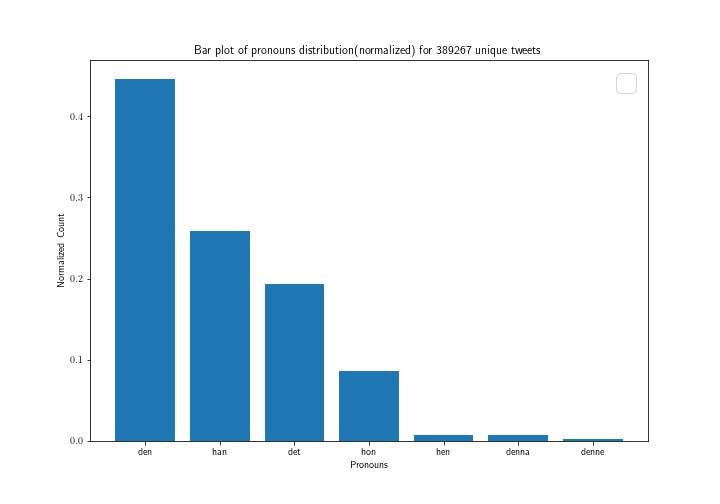 Bar plot of pronouns distribution(normalized) for 389267 unique tweets
Normalized Count
0.4
0.3
0.2
0.1
0.0
den han det hon hen denna denne
Pronouns